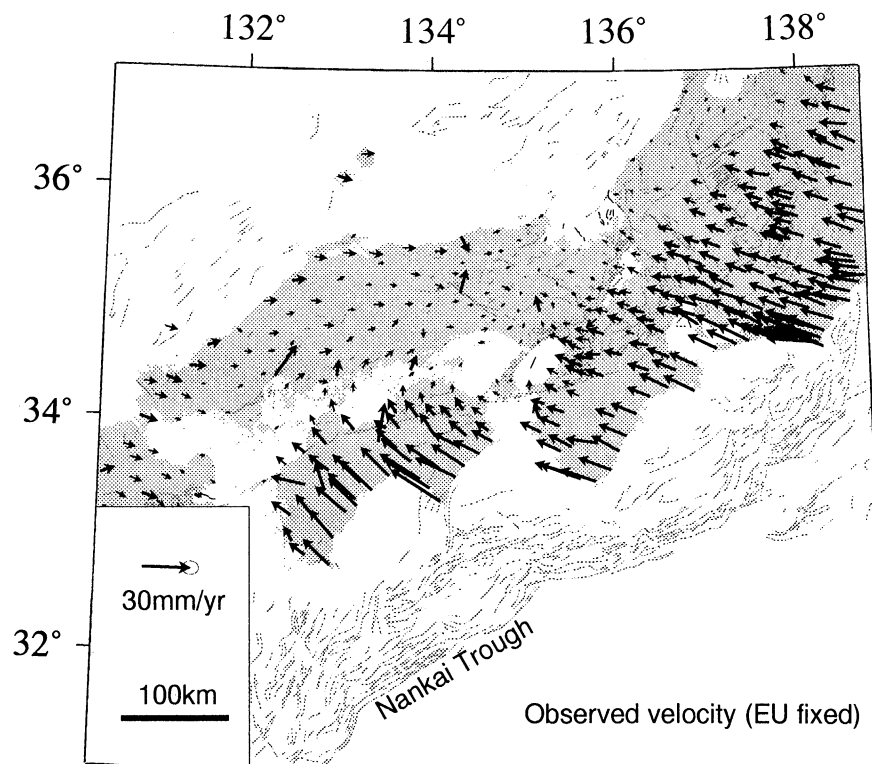 132° 134° 136° 138°
36°
34°
32°
30mm/yr
100km
Nankai Trough
Observed velocity (EU fixed)